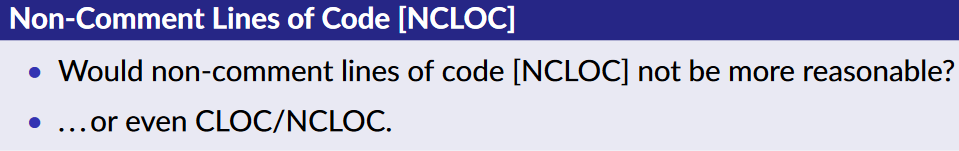 Non-Comment Lines of Code [NCLOC]
• Would non-comment lines of code [NCLOC] not be more reasonable?
• …or even CLOC/NCLOC.